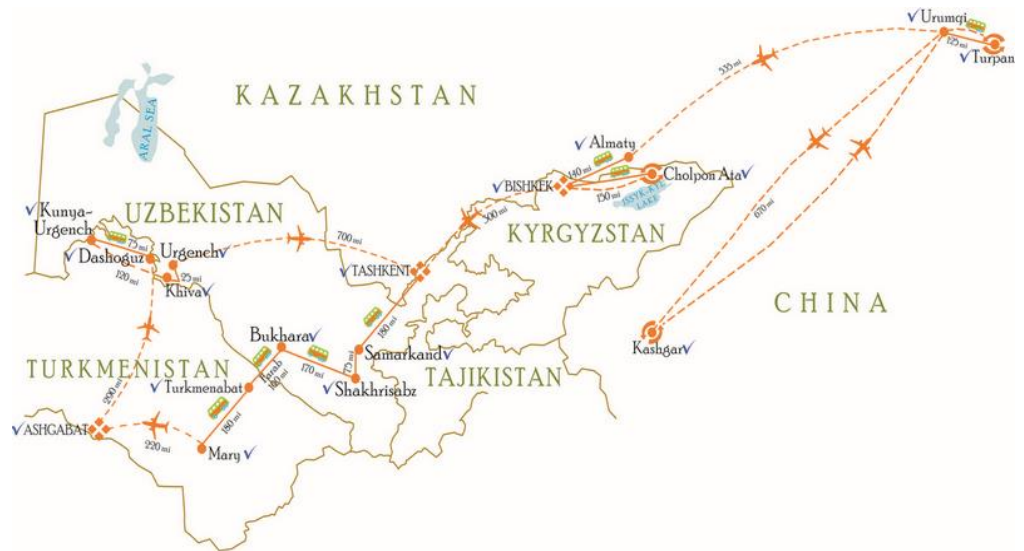 Urumqi
125 mi
Turpan
535 mi
KAZAKHSTAN
ARAL SEA
Almaty
140 mi
BISHKEK
Cholpon Ata
150 mi
ISSYK-KYL
LAKE
Kunya-
Urgench
UZBEKISTAN
500 mi
KYRGYZSTAN
670 mi
75 mi
Urgench
700 mi
Dashoguz
TASHKENT
25 mi
120 mi
Khiva
CHINA
180 mi
Bukhara
Kashgar
Samarkand
TURKMENISTAN
170 mi
75 mi
TAJIKISTAN
Farab
160 mi
Turkmenabat
Shakhrisabz
290 mi
180 mi
ASHGABAT
220 mi
Mary